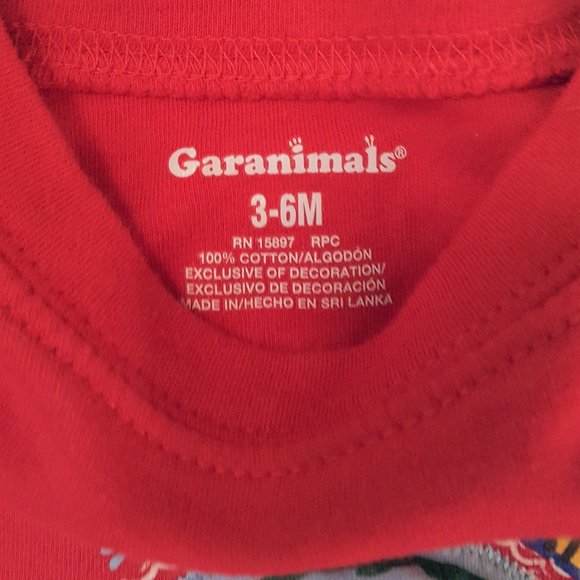 Garanimals®
3-6M
RN 15897 RPC
100% COTTON/ALGODÓN
EXCLUSIVE OF DECORATION/
EXCLUSIVO DE DECORACIÓN
MADE IN/HECHO EN SRI LANKA